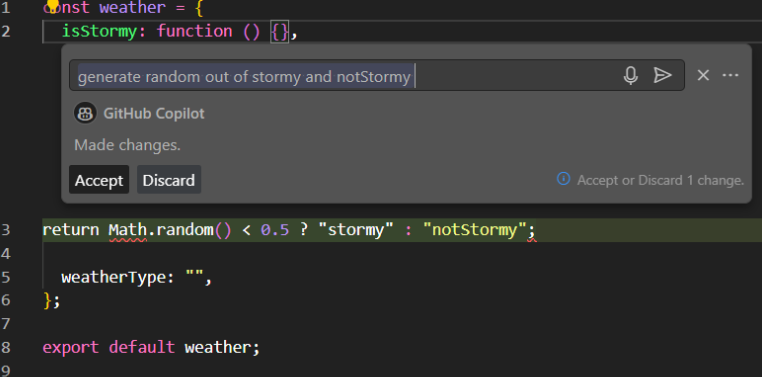 1 const weather = {
2 isStormy: function () {},
generate random out of stormy and notStormy
GitHub Copilot
Made changes.
Accept Discard Accept or Discard 1 change.
3 return Math.random() < 0.5 ? "stormy" : "notStormy";
4
5 weatherType: "",
6 };
7
8 export default weather;
9